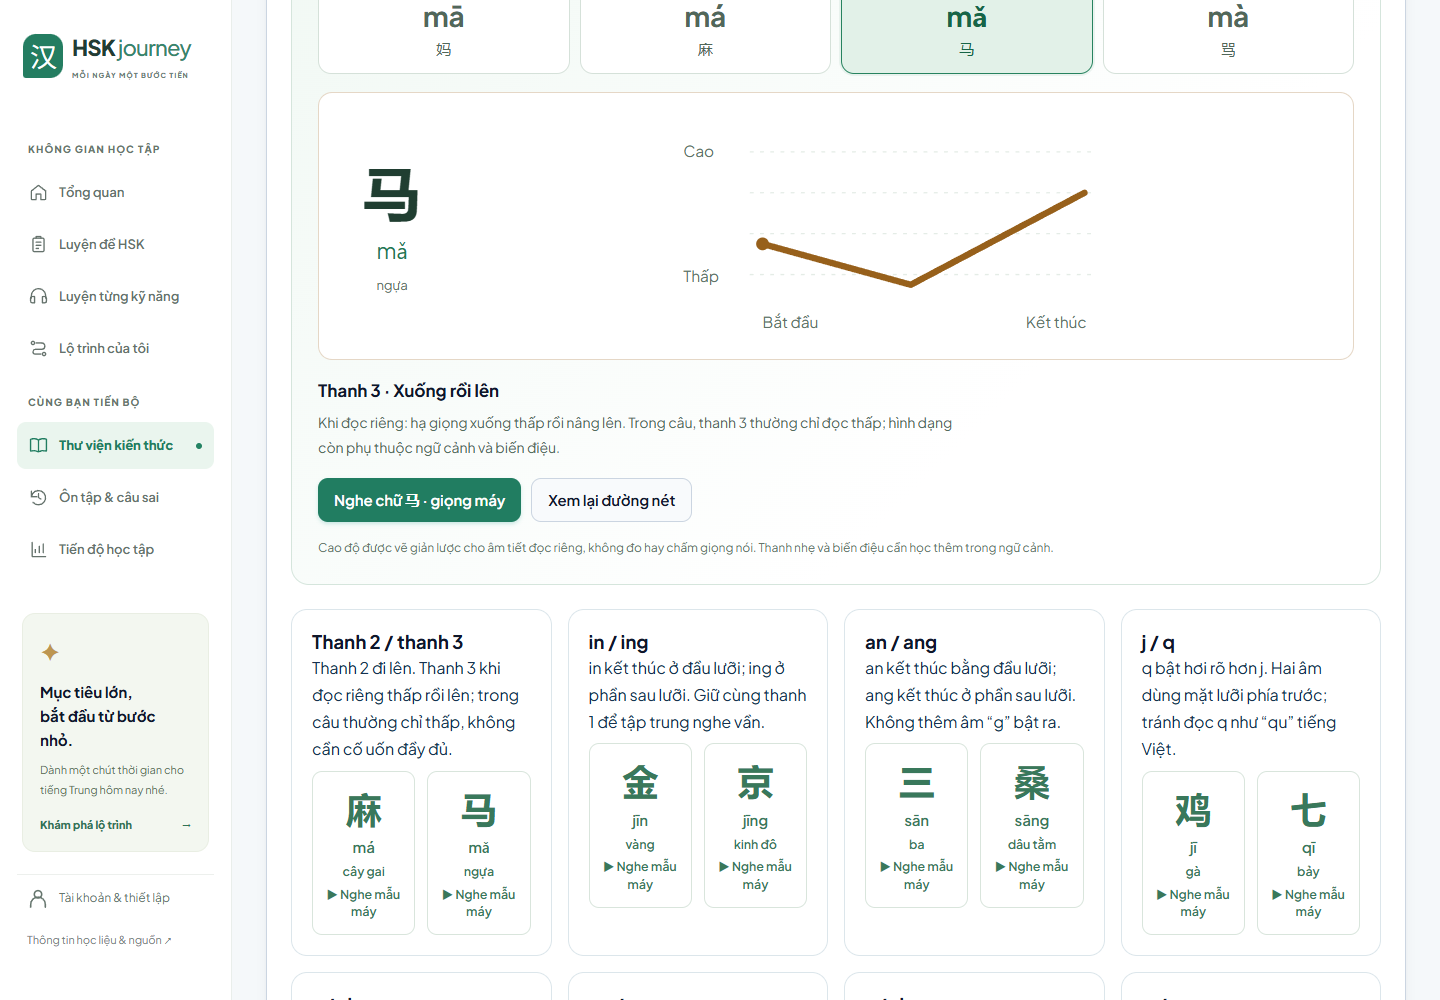 汉 HSKjourney
MỖI NGÀY MỘT BƯỚC TIẾN
KHÔNG GIAN HỌC TẬP
Tổng quan
Luyện đề HSK
Luyện từng kỹ năng
Lộ trình của tôi
CÙNG BẠN TIẾN BỘ
Thư viện kiến thức
Ôn tập & câu sai
Tiến độ học tập
Mục tiêu lớn,
bắt đầu từ bước
nhỏ.
Dành một chút thời gian cho
tiếng Trung hôm nay nhé.
Khám phá lộ trình →
Tài khoản & thiết lập
Thông tin học liệu & nguồn ↗
mā
妈
má
麻
mǎ
马
mà
骂
马
mǎ
ngựa
Cao
Thấp
Bắt đầu
Kết thúc
Thanh 3 · Xuống rồi lên
Khi đọc riêng: hạ giọng xuống thấp rồi nâng lên. Trong câu, thanh 3 thường chỉ đọc thấp; hình dạng
còn phụ thuộc ngữ cảnh và biến điệu.
Nghe chữ 马 · giọng máy
Xem lại đường nét
Cao độ được vẽ giản lược cho âm tiết đọc riêng, không đo hay chấm giọng nói. Thanh nhẹ và biến điệu cần học thêm trong ngữ cảnh.
Thanh 2 / thanh 3
Thanh 2 đi lên. Thanh 3 khi
đọc riêng thấp rồi lên; trong
câu thường chỉ thấp, không
cần cố uốn đầy đủ.
麻
má
cây gai
▶ Nghe mẫu
máy
马
mǎ
ngựa
▶ Nghe mẫu
máy
in / ing
in kết thúc ở đầu lưỡi; ing ở
phần sau lưỡi. Giữ cùng thanh
1 để tập trung nghe vần.
金
jīn
vàng
▶ Nghe mẫu
máy
京
jīng
kinh đô
▶ Nghe mẫu
máy
an / ang
an kết thúc bằng đầu lưỡi;
ang kết thúc ở phần sau lưỡi.
Không thêm âm “g” bật ra.
三
sān
ba
▶ Nghe mẫu
máy
桑
sāng
dâu tằm
▶ Nghe mẫu
máy
j / q
q bật hơi rõ hơn j. Hai âm
dùng mặt lưỡi phía trước;
tránh đọc q như “qu” tiếng
Việt.
鸡
jī
gà
▶ Nghe mẫu
máy
七
qī
bảy
▶ Nghe mẫu
máy